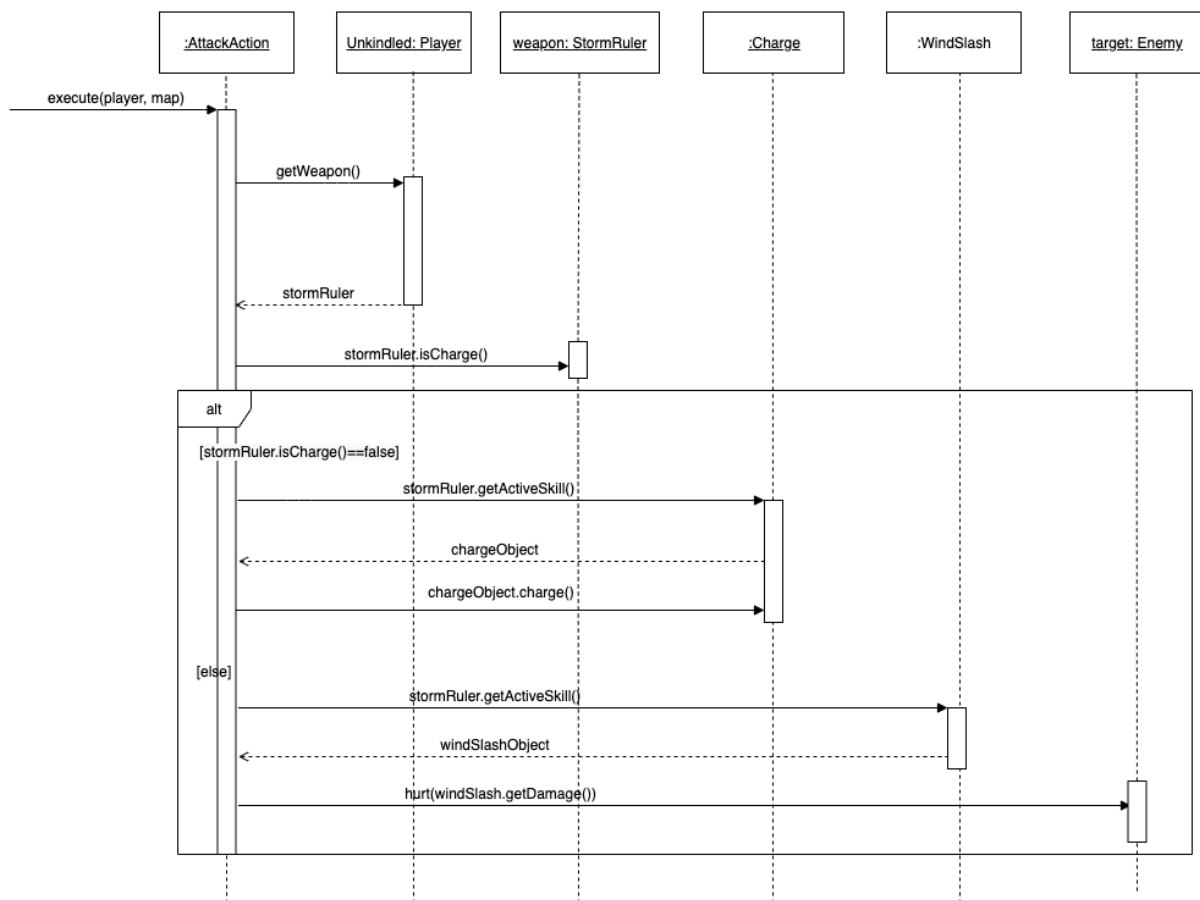 :AttackAction
Unkindled: Player
weapon: StormRuler
:Charge
:WindSlash
target: Enemy
execute(player, map)
getWeapon()
stormRuler
stormRuler.isCharge()
alt
[stormRuler.isCharge()==false]
stormRuler.getActiveSkill()
chargeObject
chargeObject.charge()
[else]
stormRuler.getActiveSkill()
windSlashObject
hurt(windSlash.getDamage())